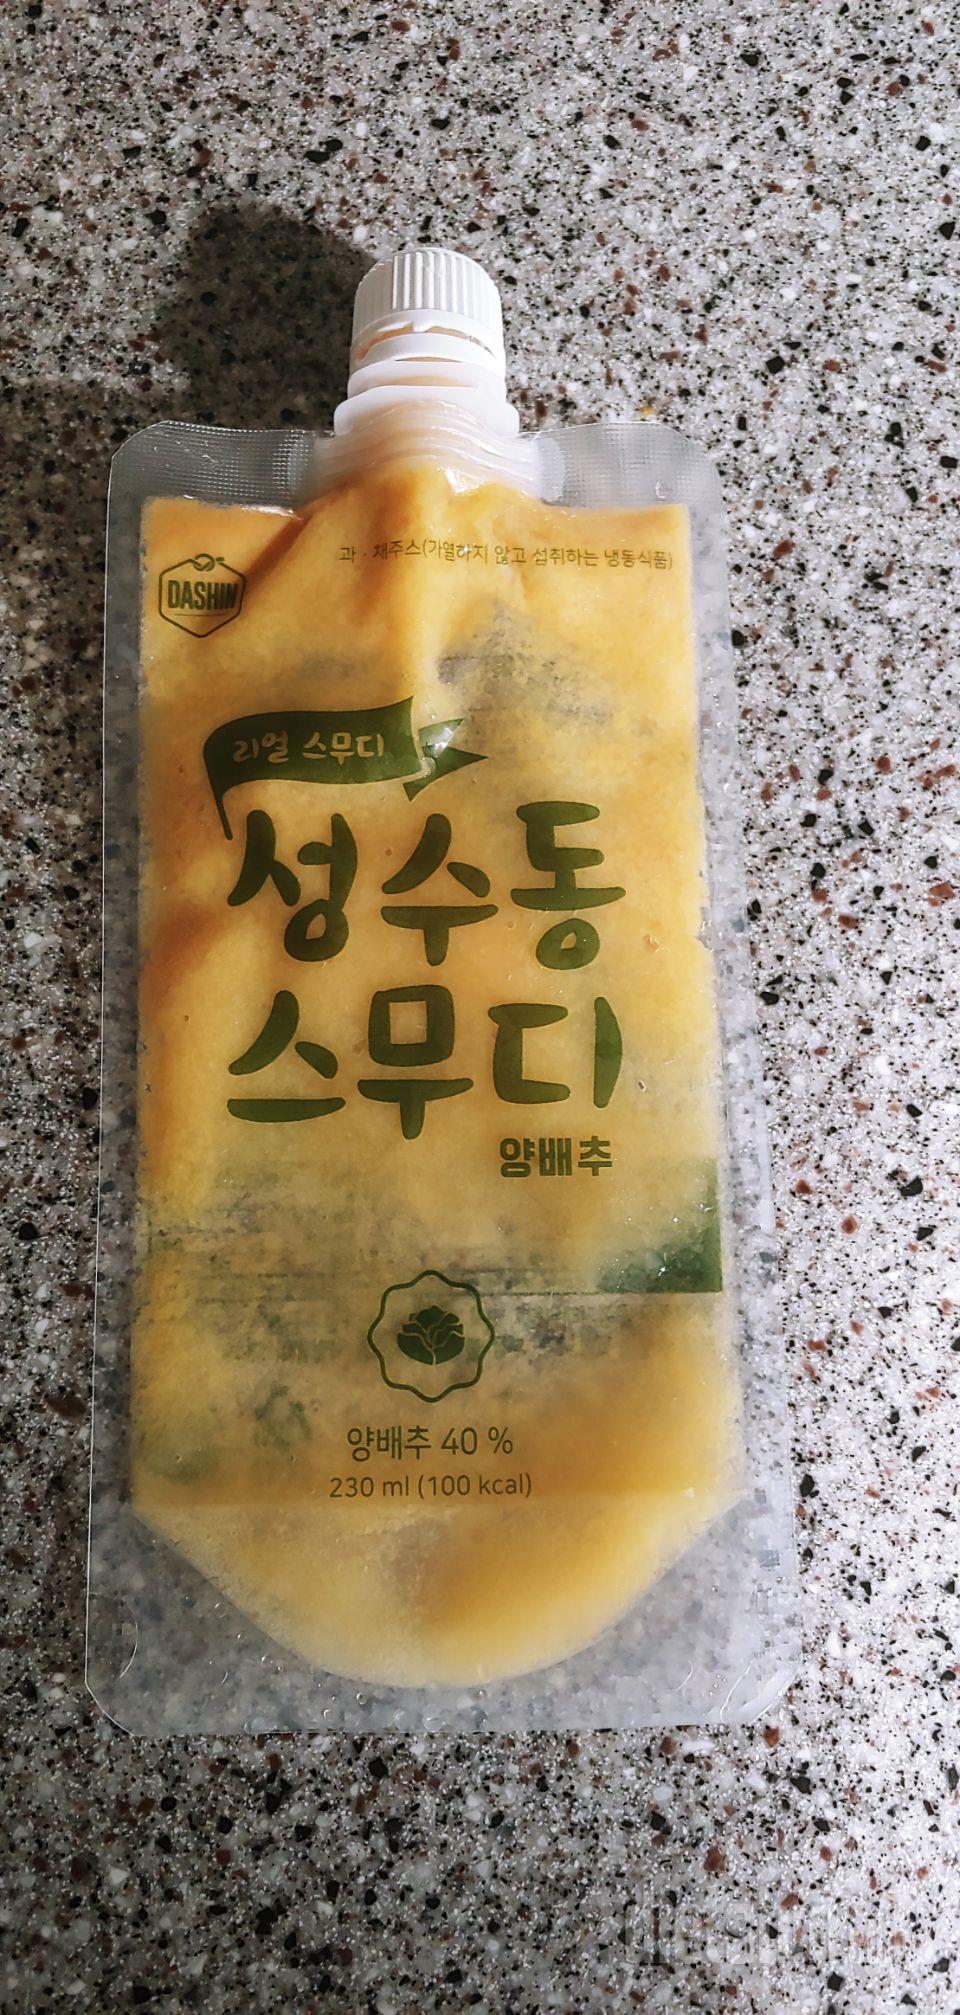 과·채주스(가열하지 않고 섭취하는 냉동식품)
DASHIN
리얼 스무디
성수동
스무디
양배추
양배추 40 %
230 ml (100 kcal)